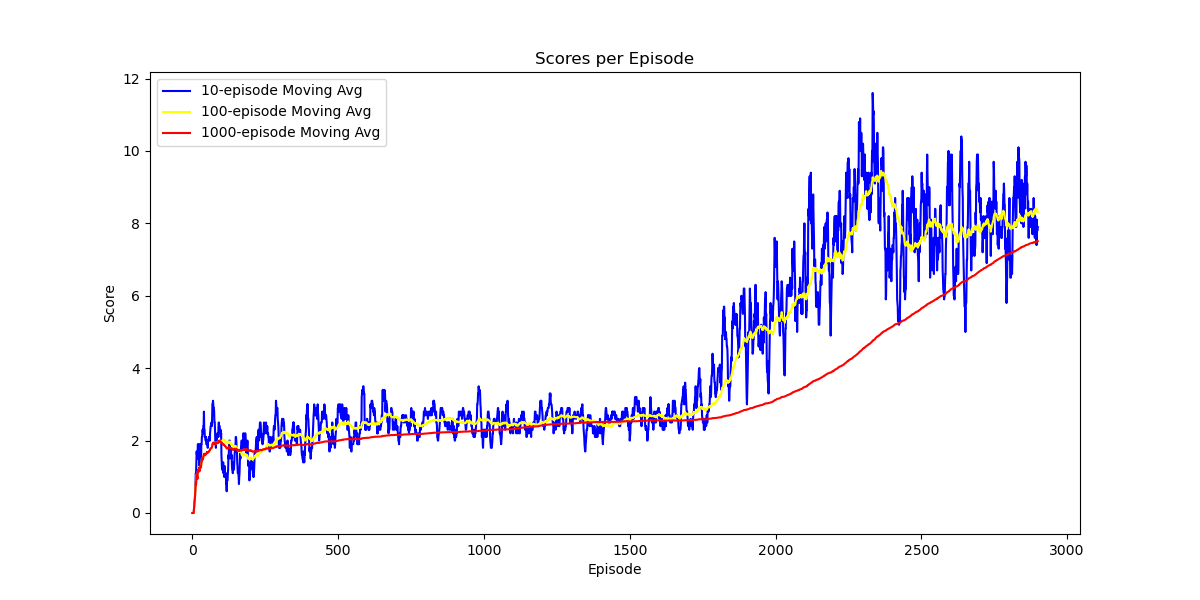 Scores per Episode
12
10-episode Moving Avg
100-episode Moving Avg
1000-episode Moving Avg
10
8
6
4
2
0
Score
0 500 1000 1500 2000 2500 3000
Episode